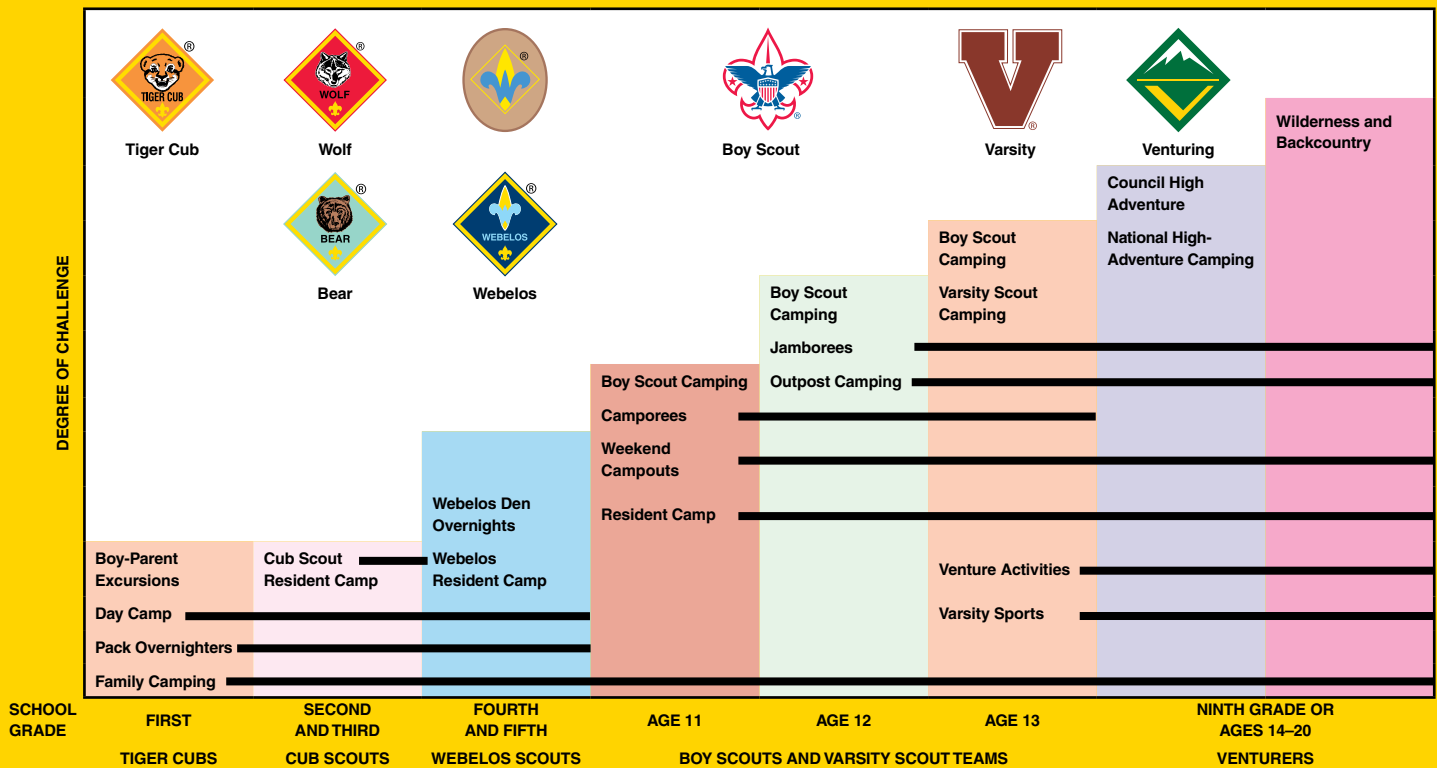 ®
TIGER CUB
Tiger Cub
®
WOLF
Wolf
®
BEAR
Bear
®
®
WEBELOS
Webelos
®
Boy Scout
V
®
Varsity
Venturing
DEGREE OF CHALLENGE
Boy-Parent
Excursions
Day Camp
Pack Overnighters
Family Camping
Cub Scout
Resident Camp
Webelos Den
Overnights
Webelos
Resident Camp
Boy Scout Camping
Camporees
Weekend
Campouts
Resident Camp
Boy Scout
Camping
Jamborees
Outpost Camping
Boy Scout
Camping
Varsity Scout
Camping
Venture Activities
Varsity Sports
Council High
Adventure
National High-
Adventure Camping
Wilderness and
Backcountry
SCHOOL
GRADE
FIRST
SECOND
AND THIRD
FOURTH
AND FIFTH
AGE 11
AGE 12
AGE 13
NINTH GRADE OR
AGES 14–20
TIGER CUBS
CUB SCOUTS
WEBELOS SCOUTS
BOY SCOUTS AND VARSITY SCOUT TEAMS
VENTURERS